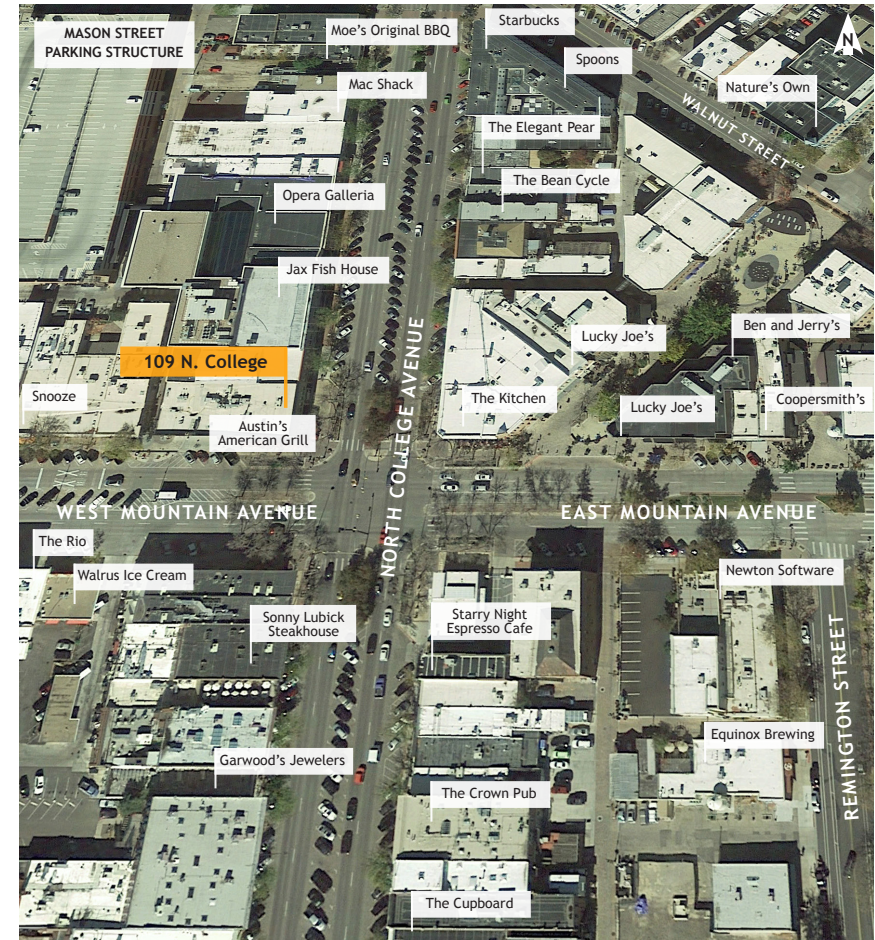 MASON STREET
PARKING STRUCTURE
Moe's Original BBQ
Starbucks
N
Spoons
Mac Shack
Nature's Own
WALNUT STREET
The Elegant Pear
The Bean Cycle
Opera Galleria
Jax Fish House
Ben and Jerry's
Lucky Joe's
109 N. College
NORTH COLLEGE AVENUE
Snooze
The Kitchen
Lucky Joe's
Coopersmith's
Austin's
American Grill
WEST MOUNTAIN AVENUE
EAST MOUNTAIN AVENUE
The Rio
Walrus Ice Cream
Newton Software
Sonny Lubick
Steakhouse
Starry Night
Espresso Cafe
REMINGTON STREET
Equinox Brewing
Garwood's Jewelers
The Crown Pub
The Cupboard